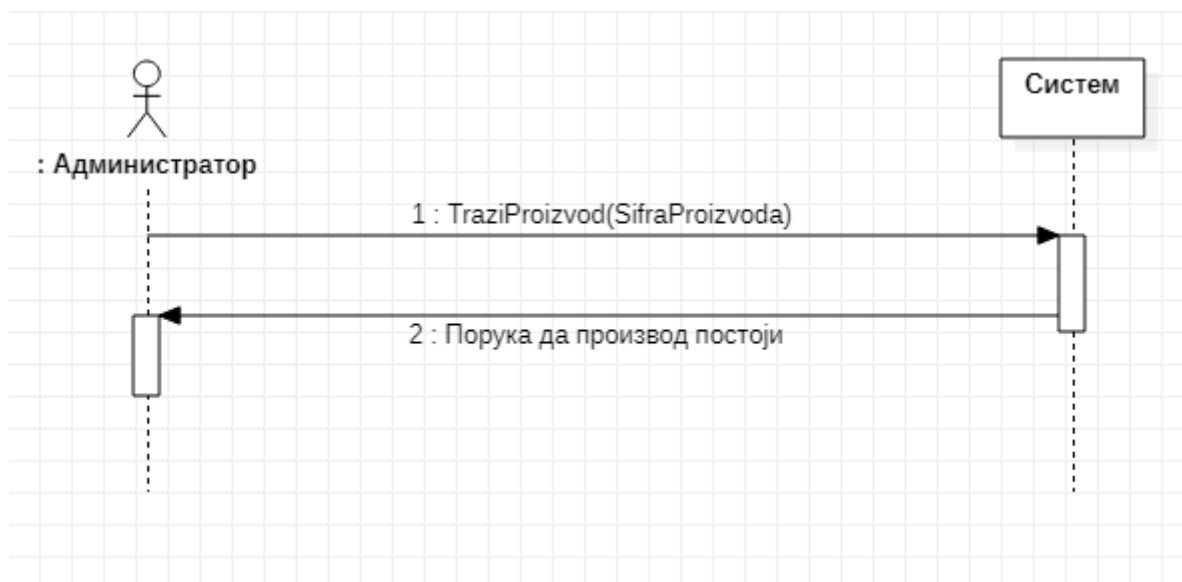 Систем
: Администратор
1 : TraziProizvod(SifraProizvoda)
2 : Порука да производ постоји